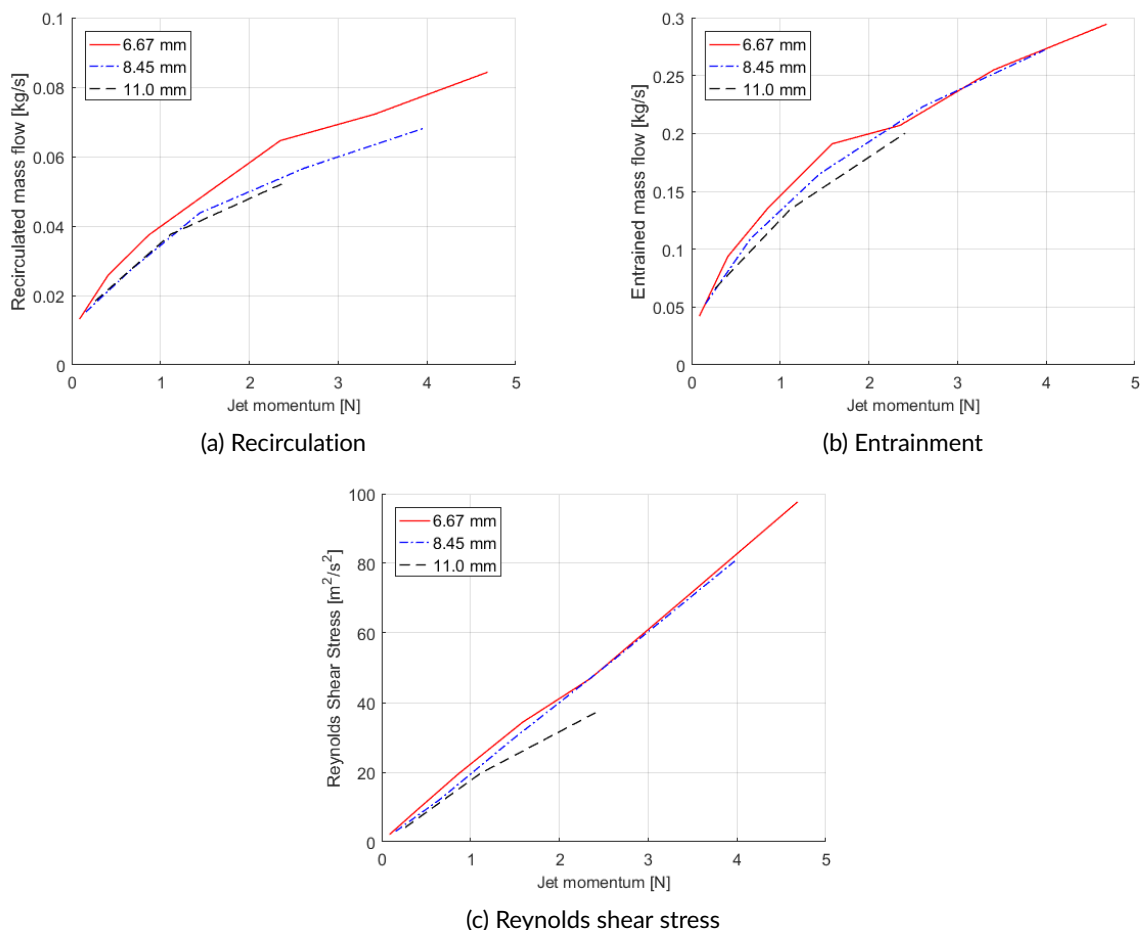 Recirculated mass flow [kg/s]
0.1
0.08
0.06
0.04
0.02
0
6.67 mm
8.45 mm
11.0 mm
0 1 2 3 4 5
Jet momentum [N]
(a) Recirculation
Entrained mass flow [kg/s]
0.3
0.25
0.2
0.15
0.1
0.05
0
6.67 mm
8.45 mm
11.0 mm
0 1 2 3 4 5
Jet momentum [N]
(b) Entrainment
Reynolds Shear Stress [m²/s²]
100
80
60
40
20
0
6.67 mm
8.45 mm
11.0 mm
0 1 2 3 4 5
Jet momentum [N]
(c) Reynolds shear stress